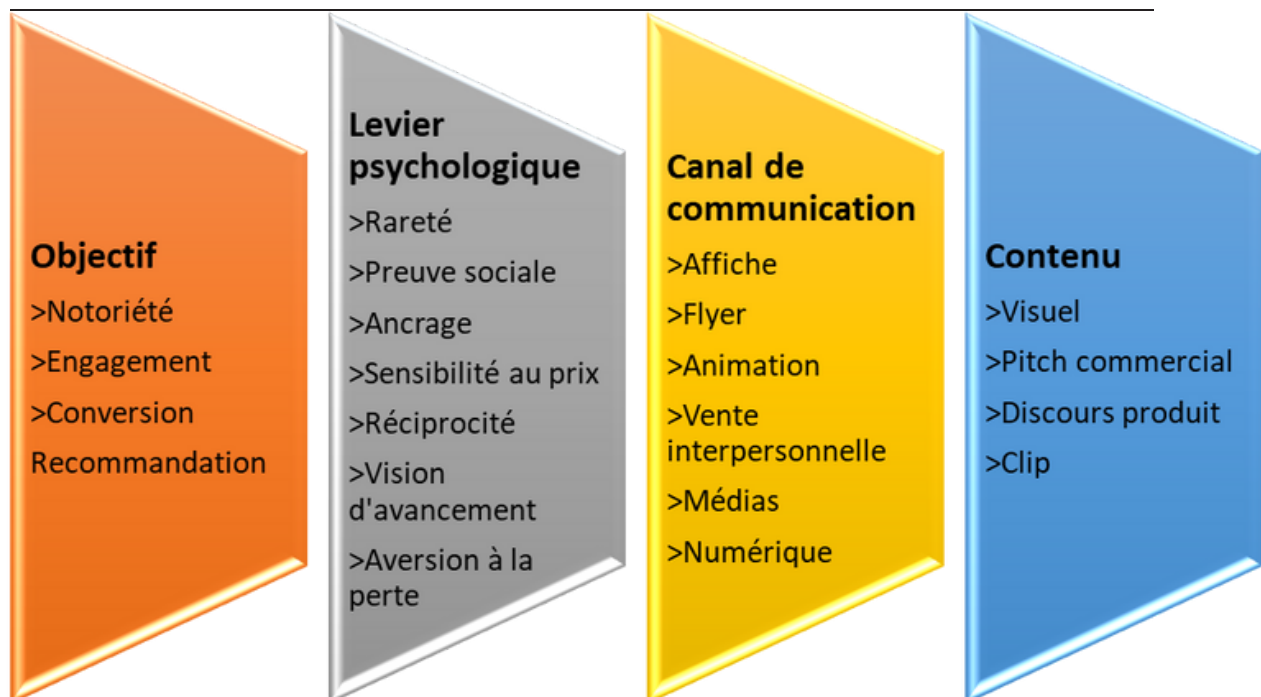 Objectif
>Notoriété
>Engagement
>Conversion
Recommandation
Levier
psychologique
>Rareté
>Preuve sociale
>Ancrage
>Sensibilité au prix
>Réciprocité
>Vision
d'avancement
>Aversion à la
perte
Canal de
communication
>Affiche
>Flyer
>Animation
>Vente
interpersonnelle
>Médias
>Numérique
Contenu
>Visuel
>Pitch commercial
>Discours produit
>Clip